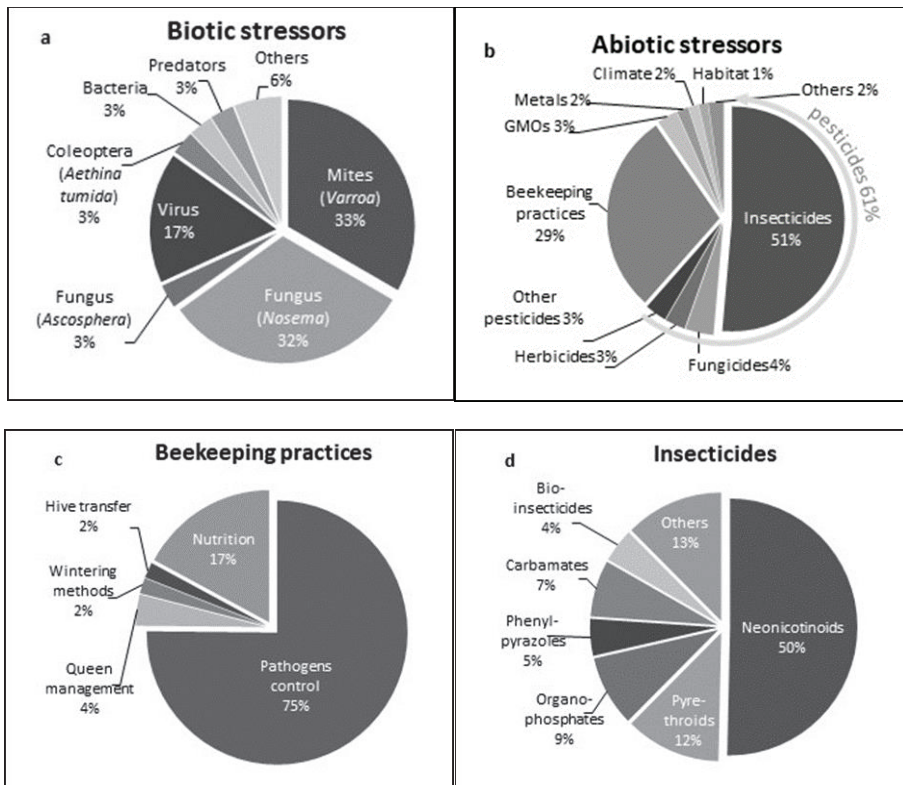 a
Biotic stressors
Others
6%
Predators
3%
Bacteria
3%
Coleoptera
(Aethina
tumida)
3%
Virus
17%
Fungus
(Ascosphera)
3%
Fungus
(Nosema)
32%
Mites
(Varroa)
33%
b
Abiotic stressors
Climate 2%
Habitat 1%
Others 2%
Metals 2%
GMOs 3%
pesticides 61%
Beekeeping
practices
29%
Insecticides
51%
Other
pesticides 3%
Herbicides3%
Fungicides4%
c
Beekeeping practices
Hive transfer
2%
Nutrition
17%
Wintering
methods
2%
Queen
management
4%
Pathogens
control
75%
d
Insecticides
Bio-
insecticides
4%
Others
13%
Carbamates
7%
Phenyl-
pyrazoles
5%
Organo-
phosphates
9%
Pyre-
throids
12%
Neonicotinoids
50%